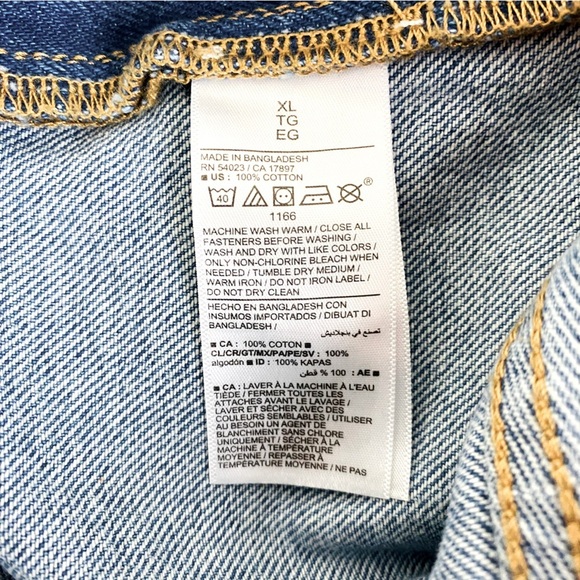 XL
TG
EG
MADE IN BANGLADESH
RN 54023 / CA 17897
■ US : 100% COTTON
40
®
1166
MACHINE WASH WARM / CLOSE ALL
FASTENERS BEFORE WASHING /
WASH AND DRY WITH LIKE COLORS /
ONLY NON-CHLORINE BLEACH WHEN
NEEDED / TUMBLE DRY MEDIUM /
WARM IRON / DO NOT IRON LABEL /
DO NOT DRY CLEAN
HECHO EN BANGLADESH CON
INSUMOS IMPORTADOS / DIBUAT DI
BANGLADESH / تصنع في بنجلاديش
■ CA : 100% COTON ■
CL/CR/GT/MX/PA/PE/SV : 100%
algodón ■ ID : 100% KAPAS
■ AE : 100 % قطن
■ CA : LAVER À LA MACHINE À L'EAU
TIÈDE / FERMER TOUTES LES
ATTACHES AVANT LE LAVAGE /
LAVER ET SÉCHER AVEC DES
COULEURS SEMBLABLES / UTILISER
AU BESOIN UN AGENT DE
BLANCHIMENT SANS CHLORE
UNIQUEMENT / SÉCHER À LA
MACHINE À TEMPÉRATURE
MOYENNE / REPASSER À
TEMPÉRATURE MOYENNE / NE PAS